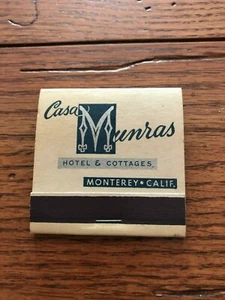 Casa
Munras
HOTEL & COTTAGES
MONTEREY • CALIF.